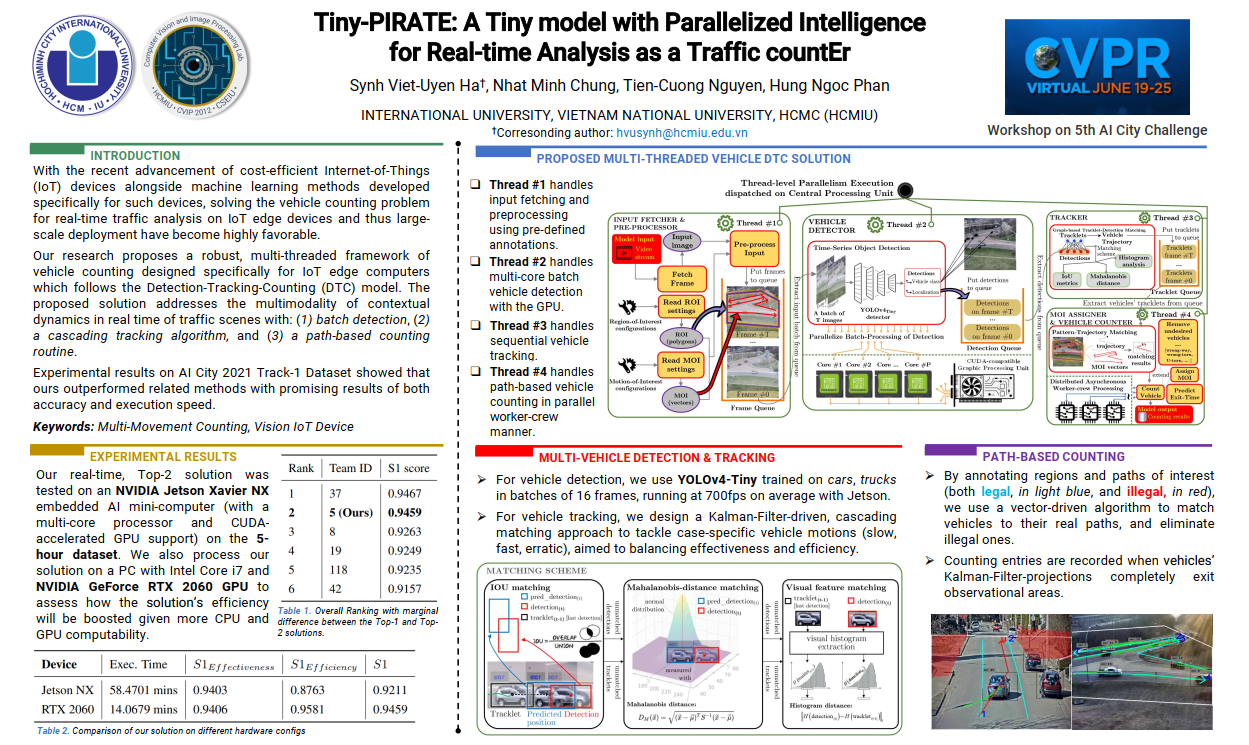 HOCHIMINH CITY INTERNATIONAL UNIVERSITY
• HCM - IU •
Computer Vision and Image Processing Lab
• HCMIU • CVIP 2012 • CSEIU •
Tiny-PIRATE: A Tiny model with Parallelized Intelligence
for Real-time Analysis as a Traffic countEr
Synh Viet-Uyen Ha†, Nhat Minh Chung, Tien-Cuong Nguyen, Hung Ngoc Phan
INTERNATIONAL UNIVERSITY, VIETNAM NATIONAL UNIVERSITY, HCMC (HCMIU)
†Corresonding author: hvusynh@hcmiu.edu.vn
CVPR
VIRTUAL JUNE 19-25
Workshop on 5th AI City Challenge
INTRODUCTION
With the recent advancement of cost-efficient Internet-of-Things
(IoT) devices alongside machine learning methods developed
specifically for such devices, solving the vehicle counting problem
for real-time traffic analysis on IoT edge devices and thus large-
scale deployment have become highly favorable.
Our research proposes a robust, multi-threaded framework of
vehicle counting designed specifically for IoT edge computers
which follows the Detection-Tracking-Counting (DTC) model. The
proposed solution addresses the multimodality of contextual
dynamics in real time of traffic scenes with: (1) batch detection, (2)
a cascading tracking algorithm, and (3) a path-based counting
routine.
Experimental results on AI City 2021 Track-1 Dataset showed that
ours outperformed related methods with promising results of both
accuracy and execution speed.
Keywords: Multi-Movement Counting, Vision IoT Device
EXPERIMENTAL RESULTS
Our real-time, Top-2 solution was
tested on an NVIDIA Jetson Xavier NX
embedded AI mini-computer (with a
multi-core processor and CUDA-
accelerated GPU support) on the 5-
hour dataset. We also process our
solution on a PC with Intel Core i7 and
NVIDIA GeForce RTX 2060 GPU to
assess how the solution's efficiency
will be boosted given more CPU and
GPU computability.
Rank Team ID S1 score
1 37 0.9467
2 5 (Ours) 0.9459
3 8 0.9263
4 19 0.9249
5 118 0.9235
6 42 0.9157
Table 1. Overall Ranking with marginal
difference between the Top-1 and Top-
2 solutions.
Device Exec. Time S1Effectiveness S1Efficiency S1
Jetson NX 58.4701 mins 0.9403 0.8763 0.9211
RTX 2060 14.0679 mins 0.9406 0.9581 0.9459
Table 2. Comparison of our solution on different hardware configs
PROPOSED MULTI-THREADED VEHICLE DTC SOLUTION
❑ Thread #1 handles
input fetching and
preprocessing
using pre-defined
annotations.
❑ Thread #2 handles
multi-core batch
vehicle detection
with the GPU.
❑ Thread #3 handles
sequential vehicle
tracking.
❑ Thread #4 handles
path-based vehicle
counting in parallel
worker-crew
manner.
Thread-level Parallelism Execution
dispatched on Central Processing Unit
INPUT FETCHER &
PRE-PROCESSOR
Thread #1
Model input
Video
stream
Input
image
Pre-process
Input
Fetch
Frame
Put frames
to queue
Read ROI
settings
Region-of-Interest
configurations
ROI
(polygons)
Frame #T
...
Read MOI
settings
Motion-of-Interest
configurations
MOI
(vectors)
Frame #0
Frame Queue
Extract input batch from queue
VEHICLE
DETECTOR
Thread #2
Time-Series Object Detection
A batch of
T images
YOLOv4tiny
detector
Detections
- Vehicle class
- Localization
Put detections
to queue
Detections
on frame #T
...
Detections
on frame #0
Detection Queue
Parallelize Batch-Processing of Detection
Core #1 Core #2 Core ... Core #P
CUDA-compatible
Graphic Processing Unit
Extract detections from queue
TRACKER
Thread #3
Graph-based Tracklet-Detection Matching
Tracklets
Vehicle
Trajectory
Matching
scheme
Detections
Histogram
analysis
IoU
metrics
Mahalanobis
distance
Put tracklets
to queue
Tracklets
frame #T
...
Tracklets
frame #0
Tracklet Queue
Extract vehicles' tracklets from queue
MOI ASSIGNER
& VEHICLE COUNTER
Thread #4
Pattern-Trajectory Matching
trajectory
matching
results
MOI vectors
Remove
undesired
vehicles
[wrong-way,
wrong-turn,
U-turn, ...]
extend
Assign
MOI
Distributed Asynchronous
Worker-crew Processing
Count
Vehicle
Predict
Exit-Time
Model output
Counting results
MULTI-VEHICLE DETECTION & TRACKING
➢ For vehicle detection, we use YOLOv4-Tiny trained on cars, trucks
in batches of 16 frames, running at 700fps on average with Jetson.
➢ For vehicle tracking, we design a Kalman-Filter-driven, cascading
matching approach to tackle case-specific vehicle motions (slow,
fast, erratic), aimed to balancing effectiveness and efficiency.
MATCHING SCHEME
IOU matching
pred_detection(t)
detection(t)
tracklet(t-1) [last detection]
IOU = OVERLAP
UNION
Tracklet Predicted Detection
position
unmatched
detections
unmatched
tracklets
Mahalanobis-distance matching
normal
distribution
pred_detection(t)
detection(t)
measured
with
Mahalanobis distance:
unmatched
detections
unmatched
tracklets
Visual feature matching
tracklet(t-1)
[last detection]
detection(t)
visual histogram
extraction
Histogram distance:
PATH-BASED COUNTING
➢ By annotating regions and paths of interest
(both legal, in light blue, and illegal, in red),
we use a vector-driven algorithm to match
vehicles to their real paths, and eliminate
illegal ones.
➢ Counting entries are recorded when vehicles'
Kalman-Filter-projections completely exit
observational areas.